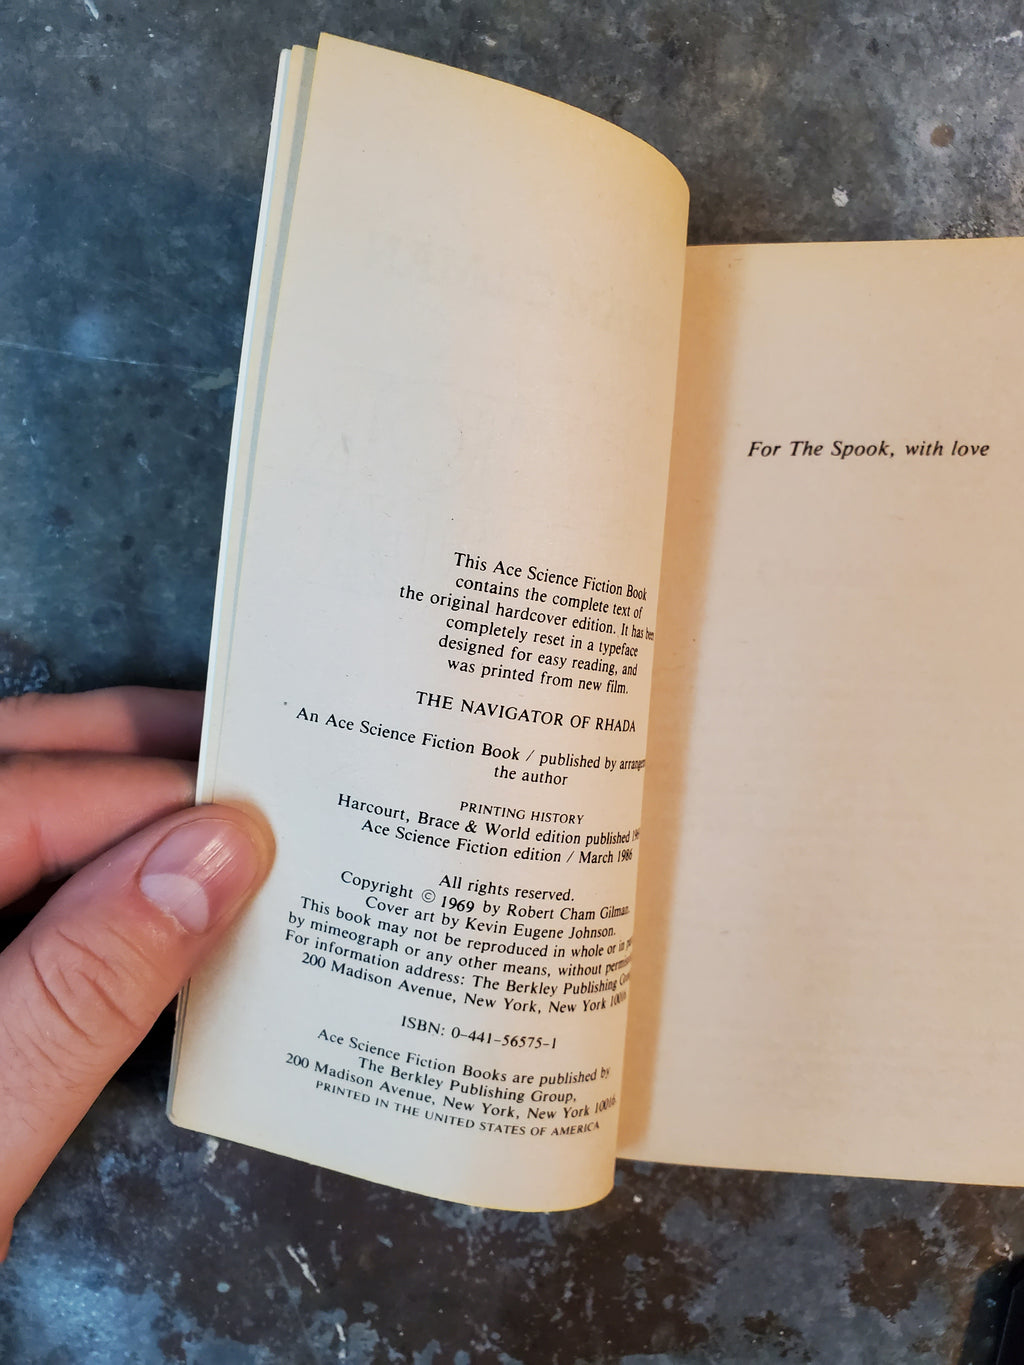 This Ace Science Fiction Book
contains the complete text of
the original hardcover edition. It has been
completely reset in a typeface
designed for easy reading, and
was printed from new film.
THE NAVIGATOR OF RHADA
An Ace Science Fiction Book / published by
the author
PRINTING HISTORY
Harcourt, Brace & World edition published
Ace Science Fiction edition / March 1986
All rights reserved.
Copyright © 1969 by Robert Cham Gilman.
Cover art by Kevin Eugene Johnson.
This book may not be reproduced in whole or in
by mimeograph or any other means, without
For information address: The Berkley Publishing
200 Madison Avenue, New York, New York 10016
ISBN: 0-441-56575-1
Ace Science Fiction Books are published by
The Berkley Publishing Group,
200 Madison Avenue, New York, New York 10016.
PRINTED IN THE UNITED STATES OF AMERICA
For The Spook, with love